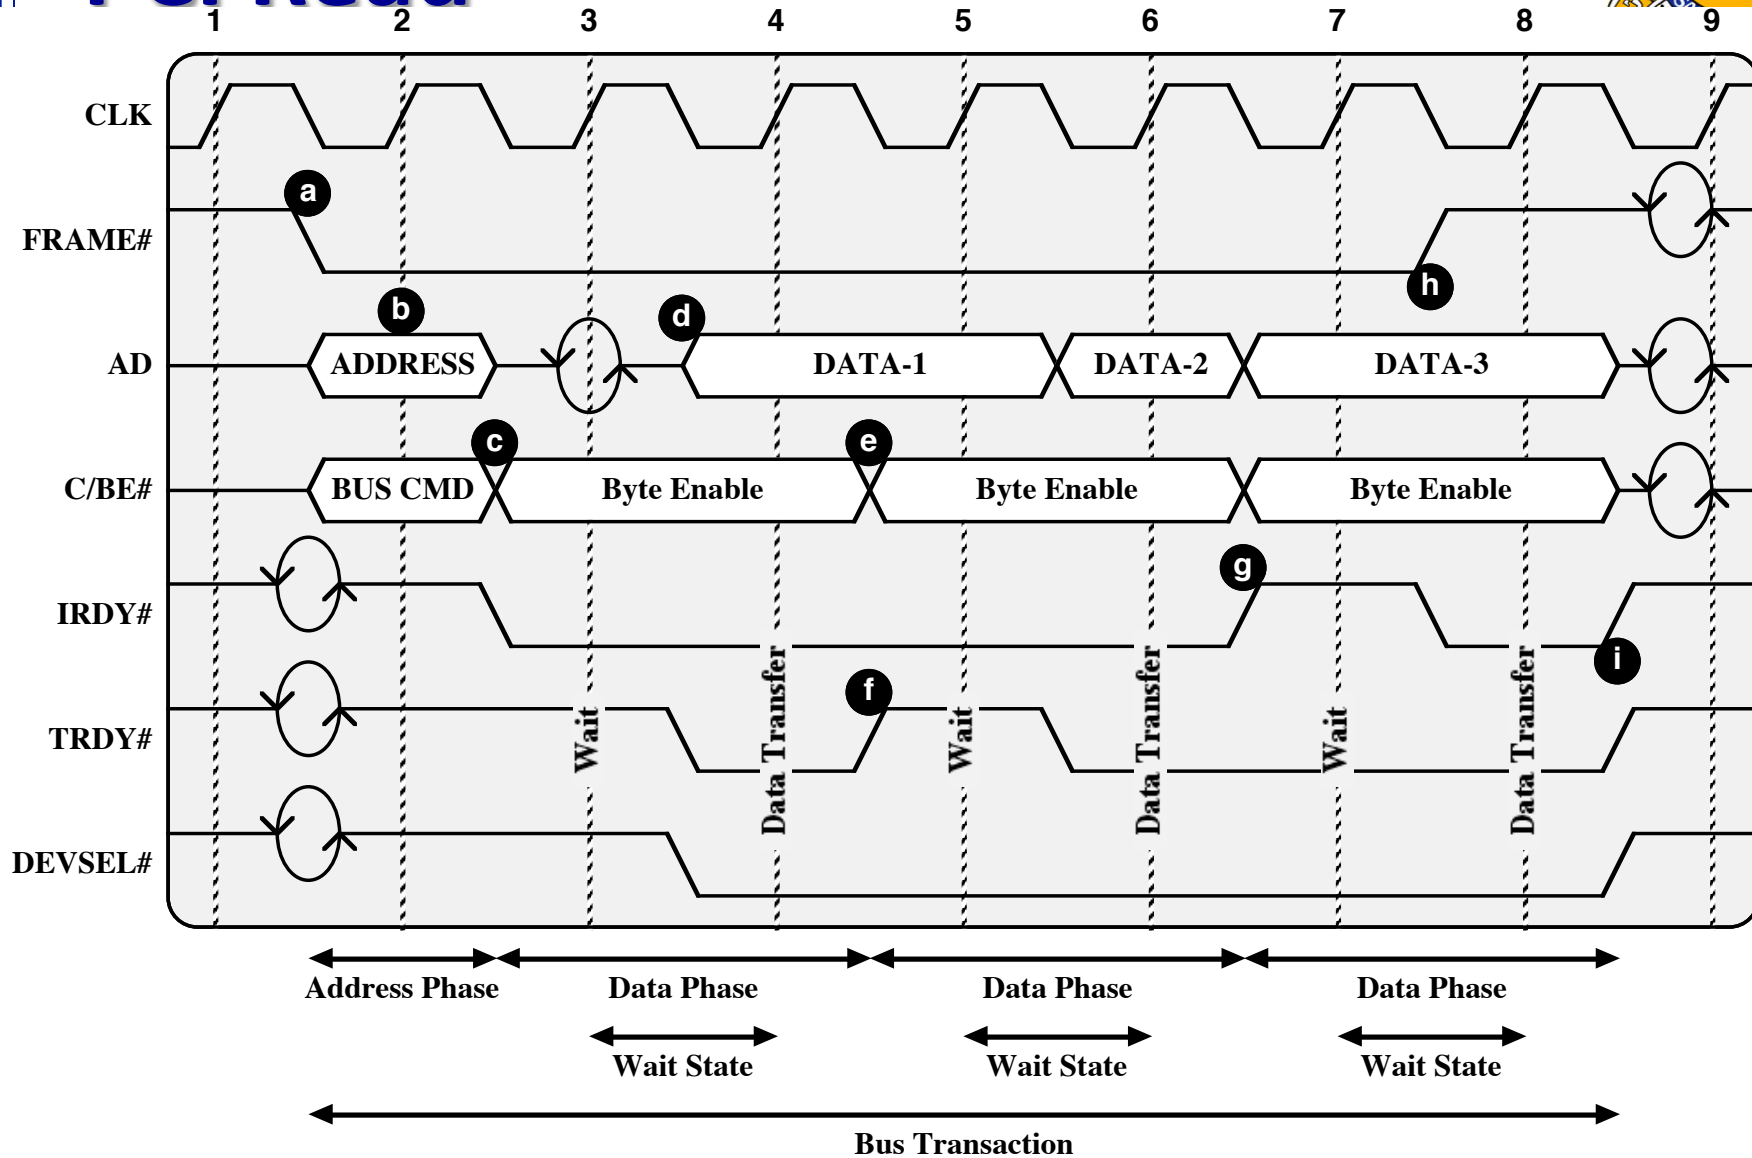 PCI Read
1 2 3 4 5 6 7 8 9
CLK
a
FRAME#
h
b
d
AD
ADDRESS DATA-1 DATA-2 DATA-3
c e
C/BE#
BUS CMD Byte Enable Byte Enable Byte Enable
g
IRDY#
i
f
TRDY#
Wait
Data Transfer
Wait
Data Transfer
Wait
Data Transfer
DEVSEL#
Address Phase Data Phase Data Phase Data Phase
Wait State Wait State Wait State
Bus Transaction